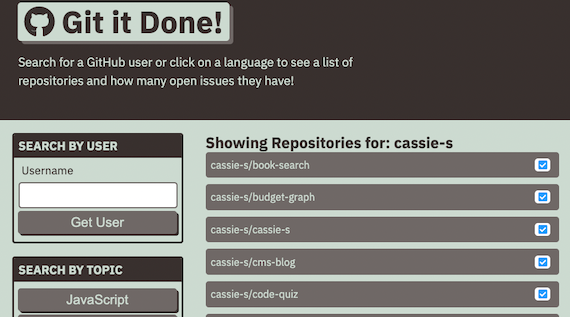 Git it Done!
Search for a GitHub user or click on a language to see a list of
repositories and how many open issues they have!
SEARCH BY USER
Username
Get User
SEARCH BY TOPIC
JavaScript
Showing Repositories for: cassie-s
cassie-s/book-search
cassie-s/budget-graph
cassie-s/cassie-s
cassie-s/cms-blog
cassie-s/code-quiz